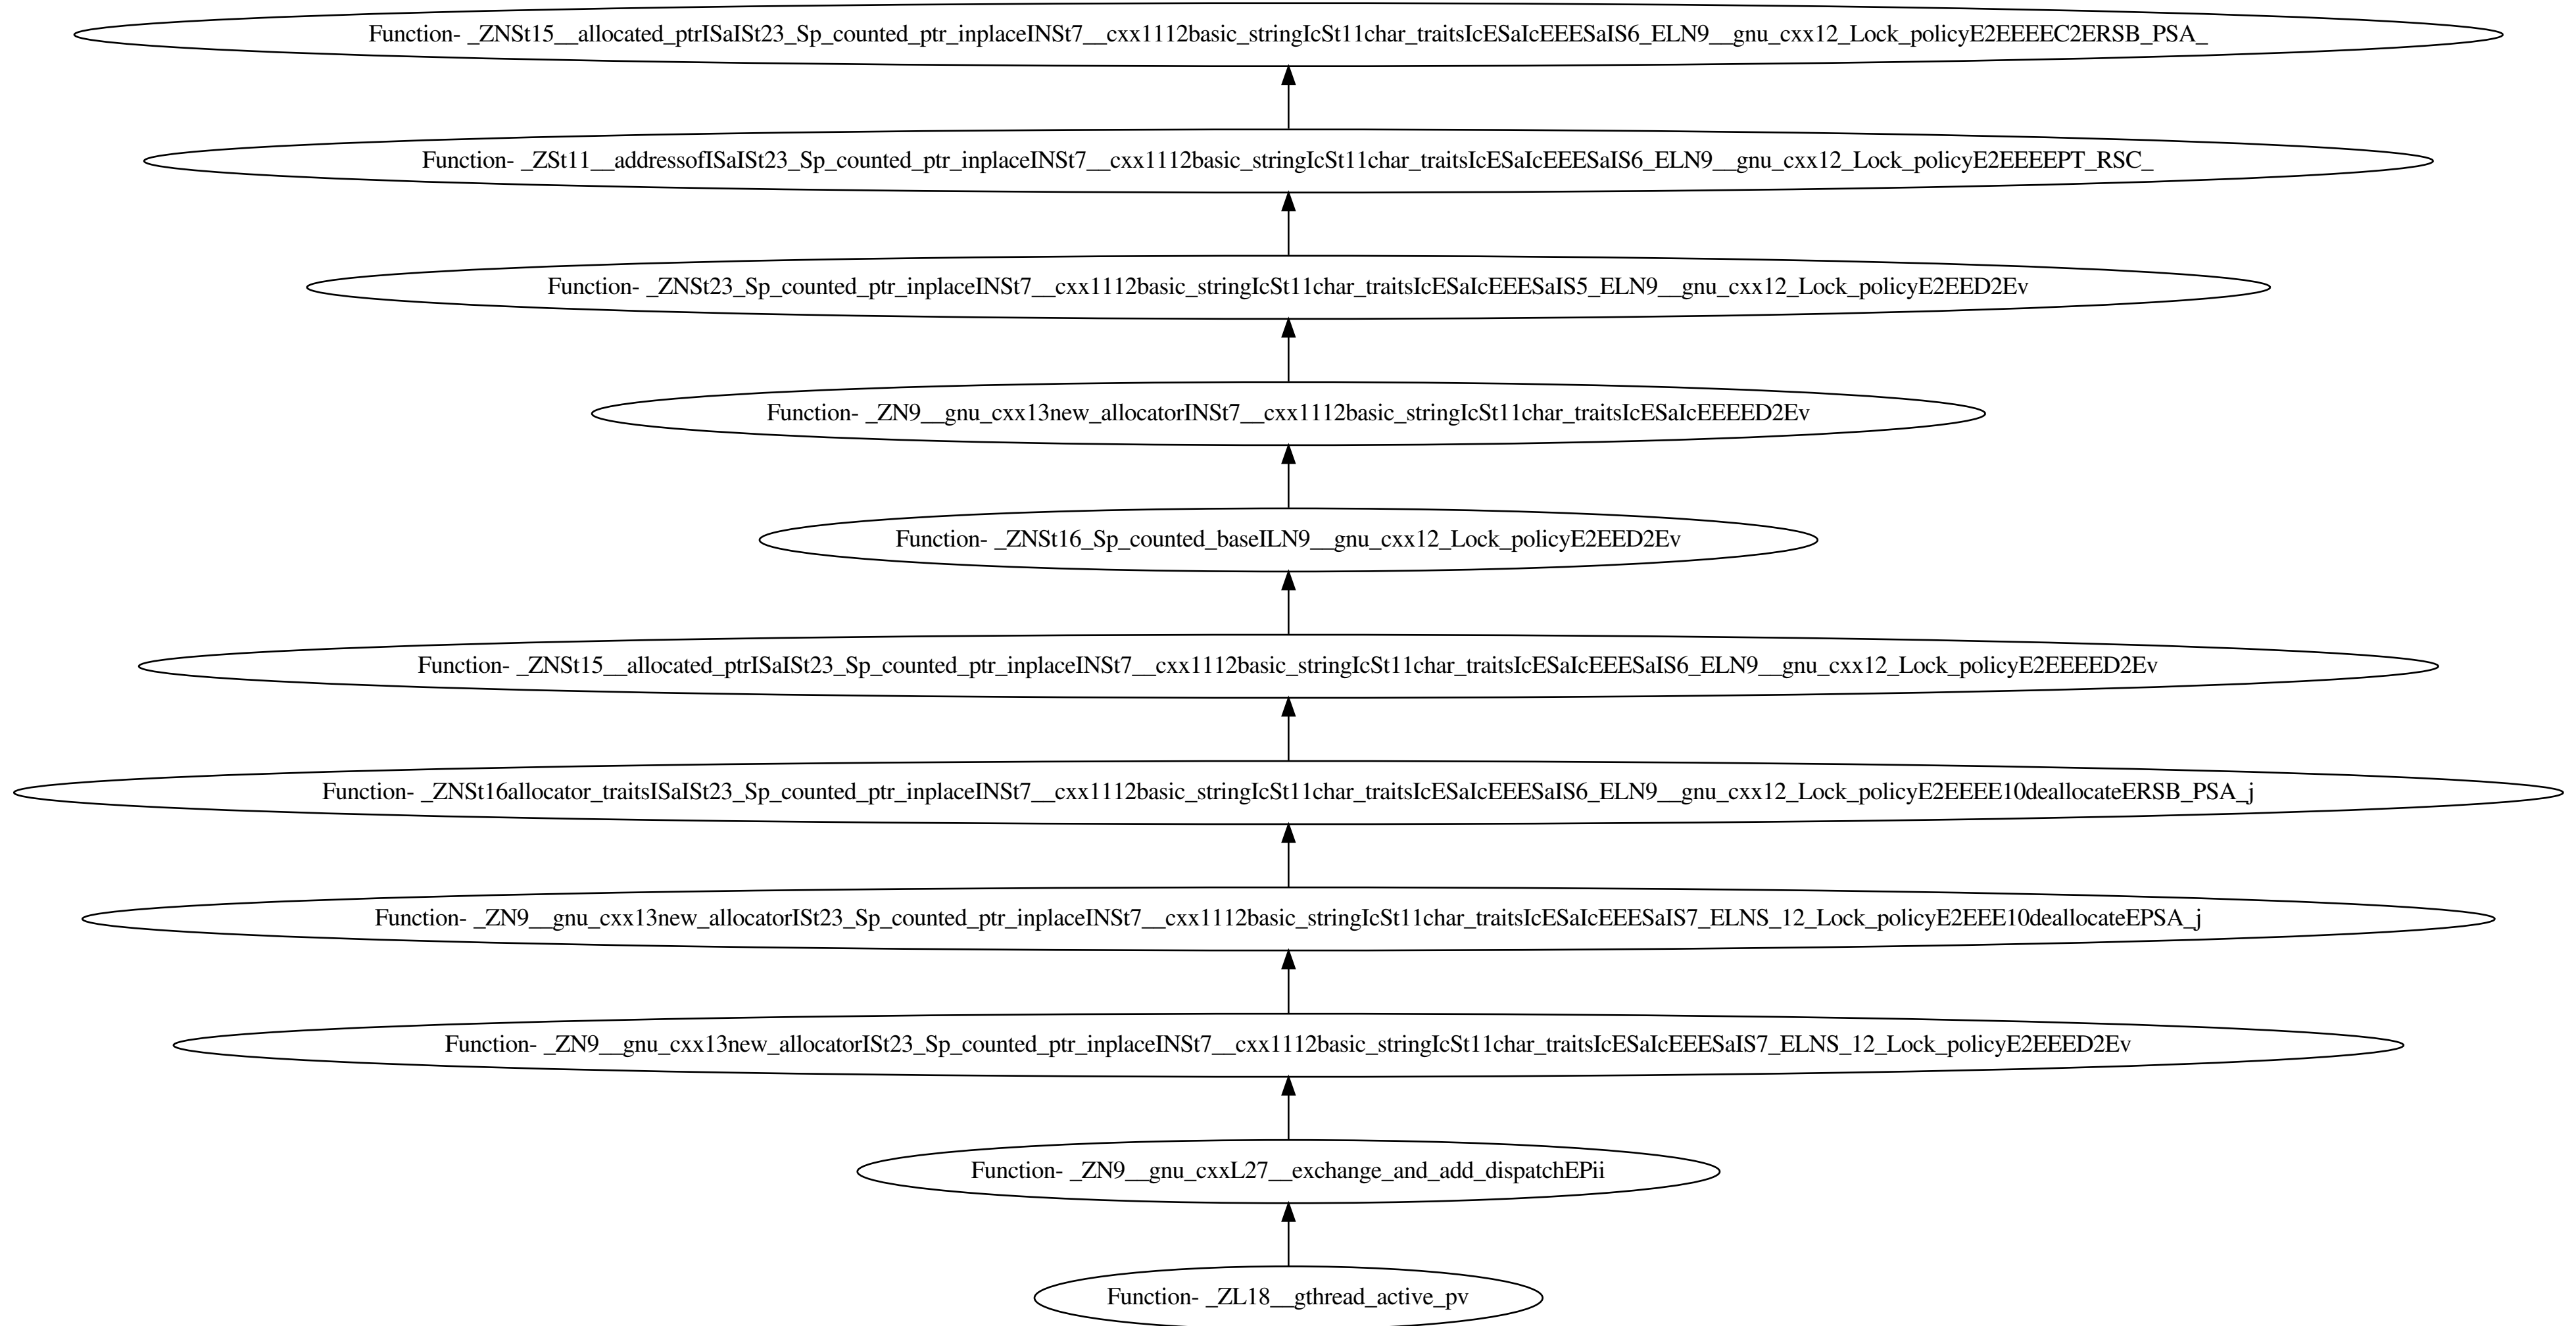 Function- _ZNSt15__allocated_ptrISaISt23_Sp_counted_ptr_inplaceINSt7__cxx1112basic_stringIcSt11char_traitsIcESaIcEEESaIS6_ELN9__gnu_cxx12_Lock_policyE2EEEEC2ERSB_PSA_
Function- _ZSt11__addressofISaISt23_Sp_counted_ptr_inplaceINSt7__cxx1112basic_stringIcSt11char_traitsIcESaIcEEESaIS6_ELN9__gnu_cxx12_Lock_policyE2EEEEPT_RSC_
Function- _ZNSt23_Sp_counted_ptr_inplaceINSt7__cxx1112basic_stringIcSt11char_traitsIcESaIcEEESaIS5_ELN9__gnu_cxx12_Lock_policyE2EED2Ev
Function- _ZN9__gnu_cxx13new_allocatorINSt7__cxx1112basic_stringIcSt11char_traitsIcESaIcEEEED2Ev
Function- _ZNSt16_Sp_counted_baseILN9__gnu_cxx12_Lock_policyE2EED2Ev
Function- _ZNSt15__allocated_ptrISaISt23_Sp_counted_ptr_inplaceINSt7__cxx1112basic_stringIcSt11char_traitsIcESaIcEEESaIS6_ELN9__gnu_cxx12_Lock_policyE2EEEED2Ev
Function- _ZNSt16allocator_traitsISaISt23_Sp_counted_ptr_inplaceINSt7__cxx1112basic_stringIcSt11char_traitsIcESaIcEEESaIS6_ELN9__gnu_cxx12_Lock_policyE2EEEE10deallocateERSB_PSA_j
Function- _ZN9__gnu_cxx13new_allocatorISt23_Sp_counted_ptr_inplaceINSt7__cxx1112basic_stringIcSt11char_traitsIcESaIcEEESaIS7_ELNS_12_Lock_policyE2EEE10deallocateEPSA_j
Function- _ZN9__gnu_cxx13new_allocatorISt23_Sp_counted_ptr_inplaceINSt7__cxx1112basic_stringIcSt11char_traitsIcESaIcEEESaIS7_ELNS_12_Lock_policyE2EEED2Ev
Function- _ZN9__gnu_cxxL27__exchange_and_add_dispatchEPii
Function- _ZL18__gthread_active_pv